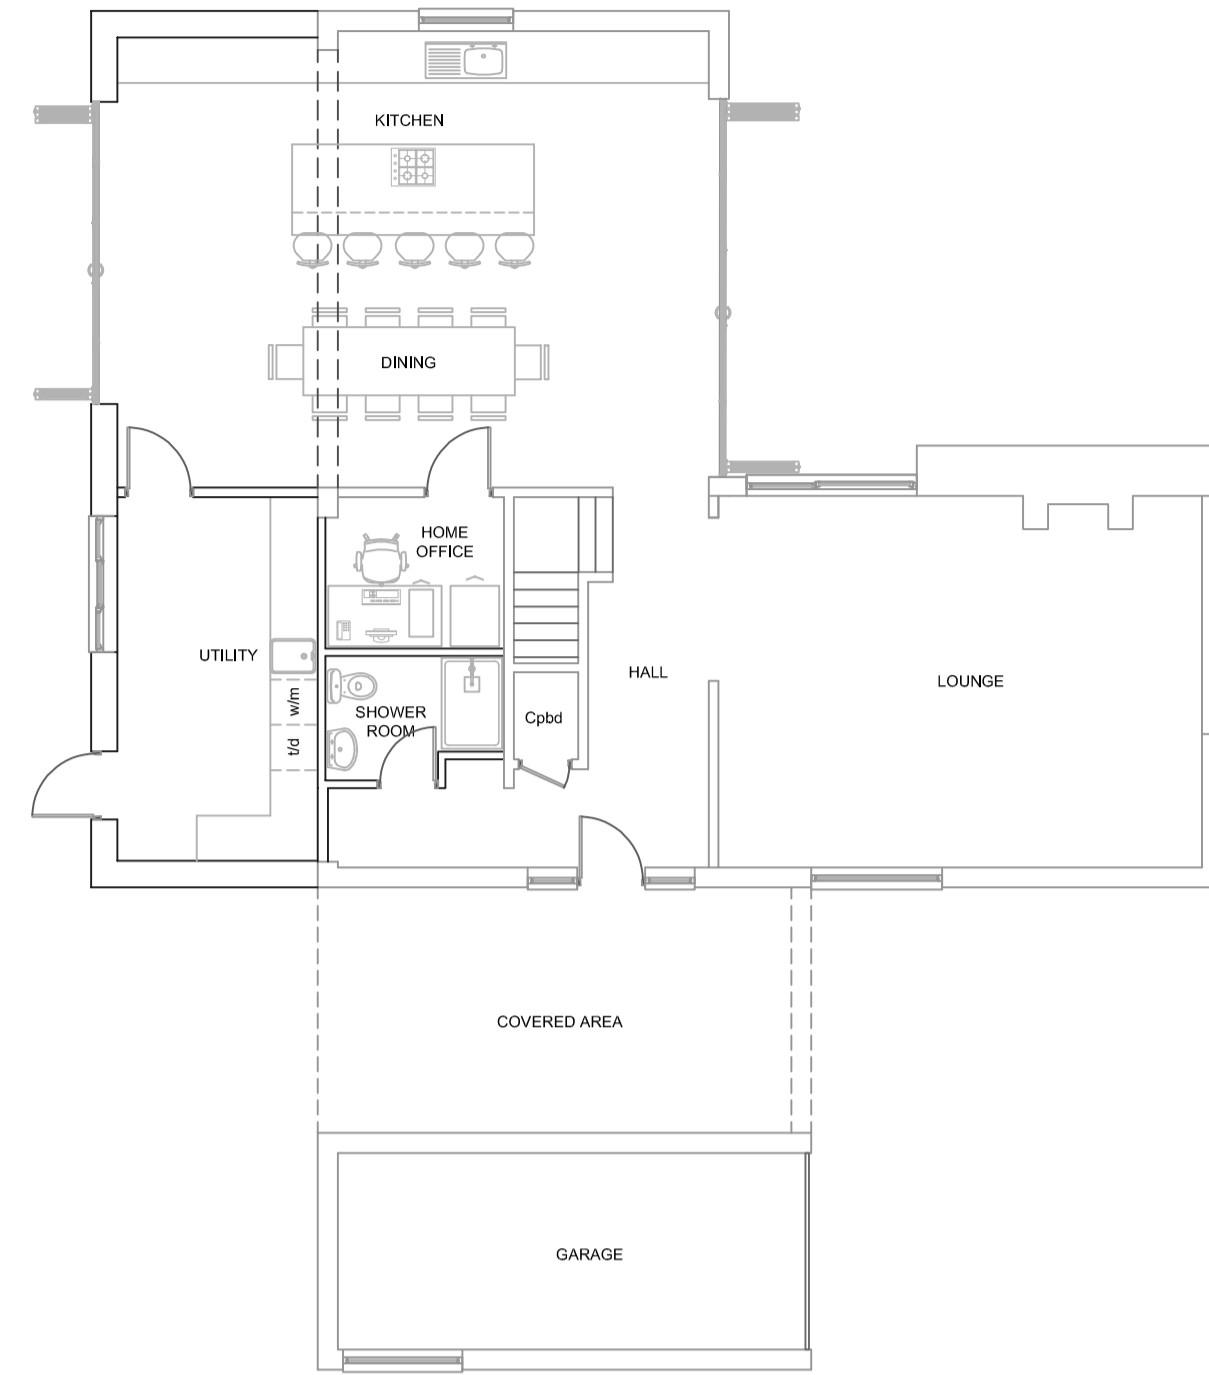 KITCHEN
DINING
HOME
OFFICE
UTILITY
w/m
t/d
SHOWER
ROOM
Cpbd
HALL
LOUNGE
COVERED AREA
GARAGE